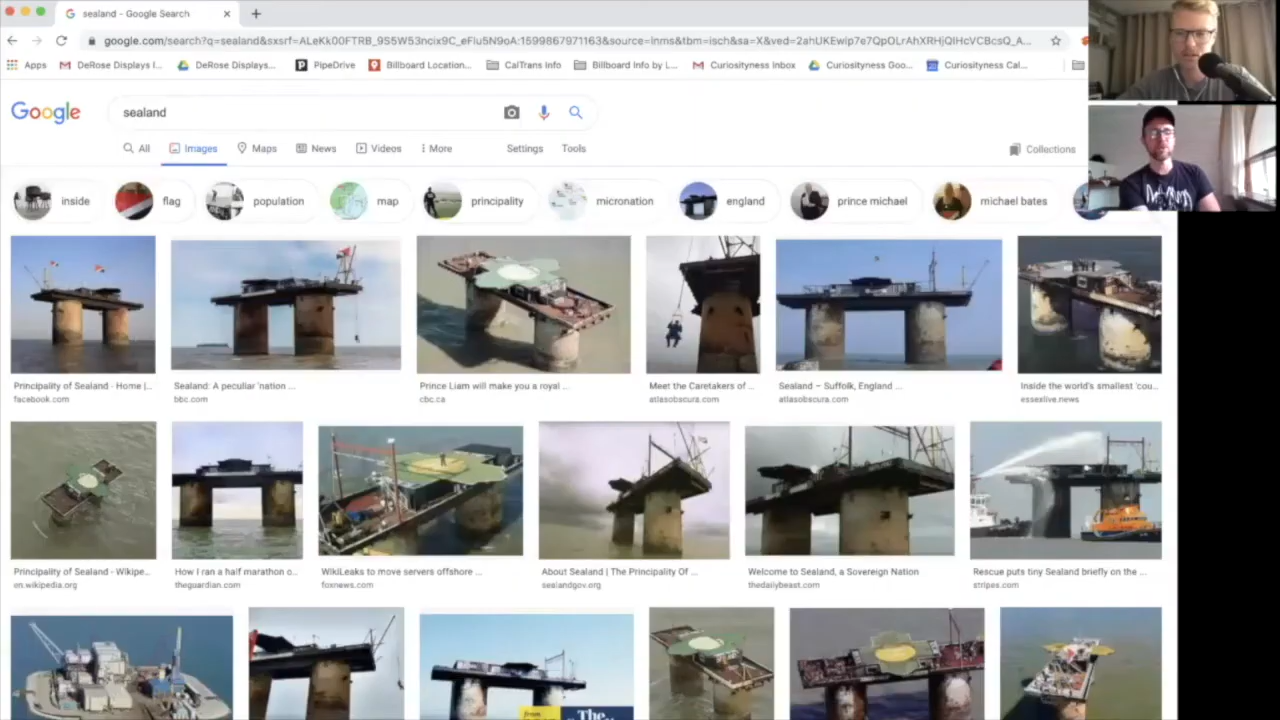 sealand - Google Search
google.com/search?q=sealand&sxsrf=ALeKk00FTRB_9S5W53ncix9C_eFlu5N9oA:1599867971163&source=lnms&tbm=isch&sa=X&ved=2ahUKEwip7e7QpOLrAhXRHjQIHcVCBcsQ_A...
Apps DeRose Displays I... DeRose Displays... PipeDrive Billboard Location... CalTrans Info Billboard Info by L... Curiosityness Inbox Curiosityness Goo... Curiosityness Cal...
Google sealand
All Images Maps News Videos More Settings Tools Collections
inside flag population map principality micronation england prince michael michael bates
Principality of Sealand - Home |.. Sealand: A peculiar 'nation ... Prince Liam will make you a royal ... Meet the Caretakers of .. Sealand – Suffolk, England ... Inside the world's smallest 'cou...
facebook.com bbc.com cbc.ca atlasobscura.com atlasobscura.com essexlive.news
Principality of Sealand - Wikipe... How I ran a half marathon o... WikiLeaks to move servers offshore ... About Sealand | The Principality Of ... Welcome to Sealand, a Sovereign Nation Rescue puts tiny Sealand briefly on the ...
en.wikipedia.org theguardian.com foxnews.com sealandgov.org thedailybeast.com stripes.com
from The